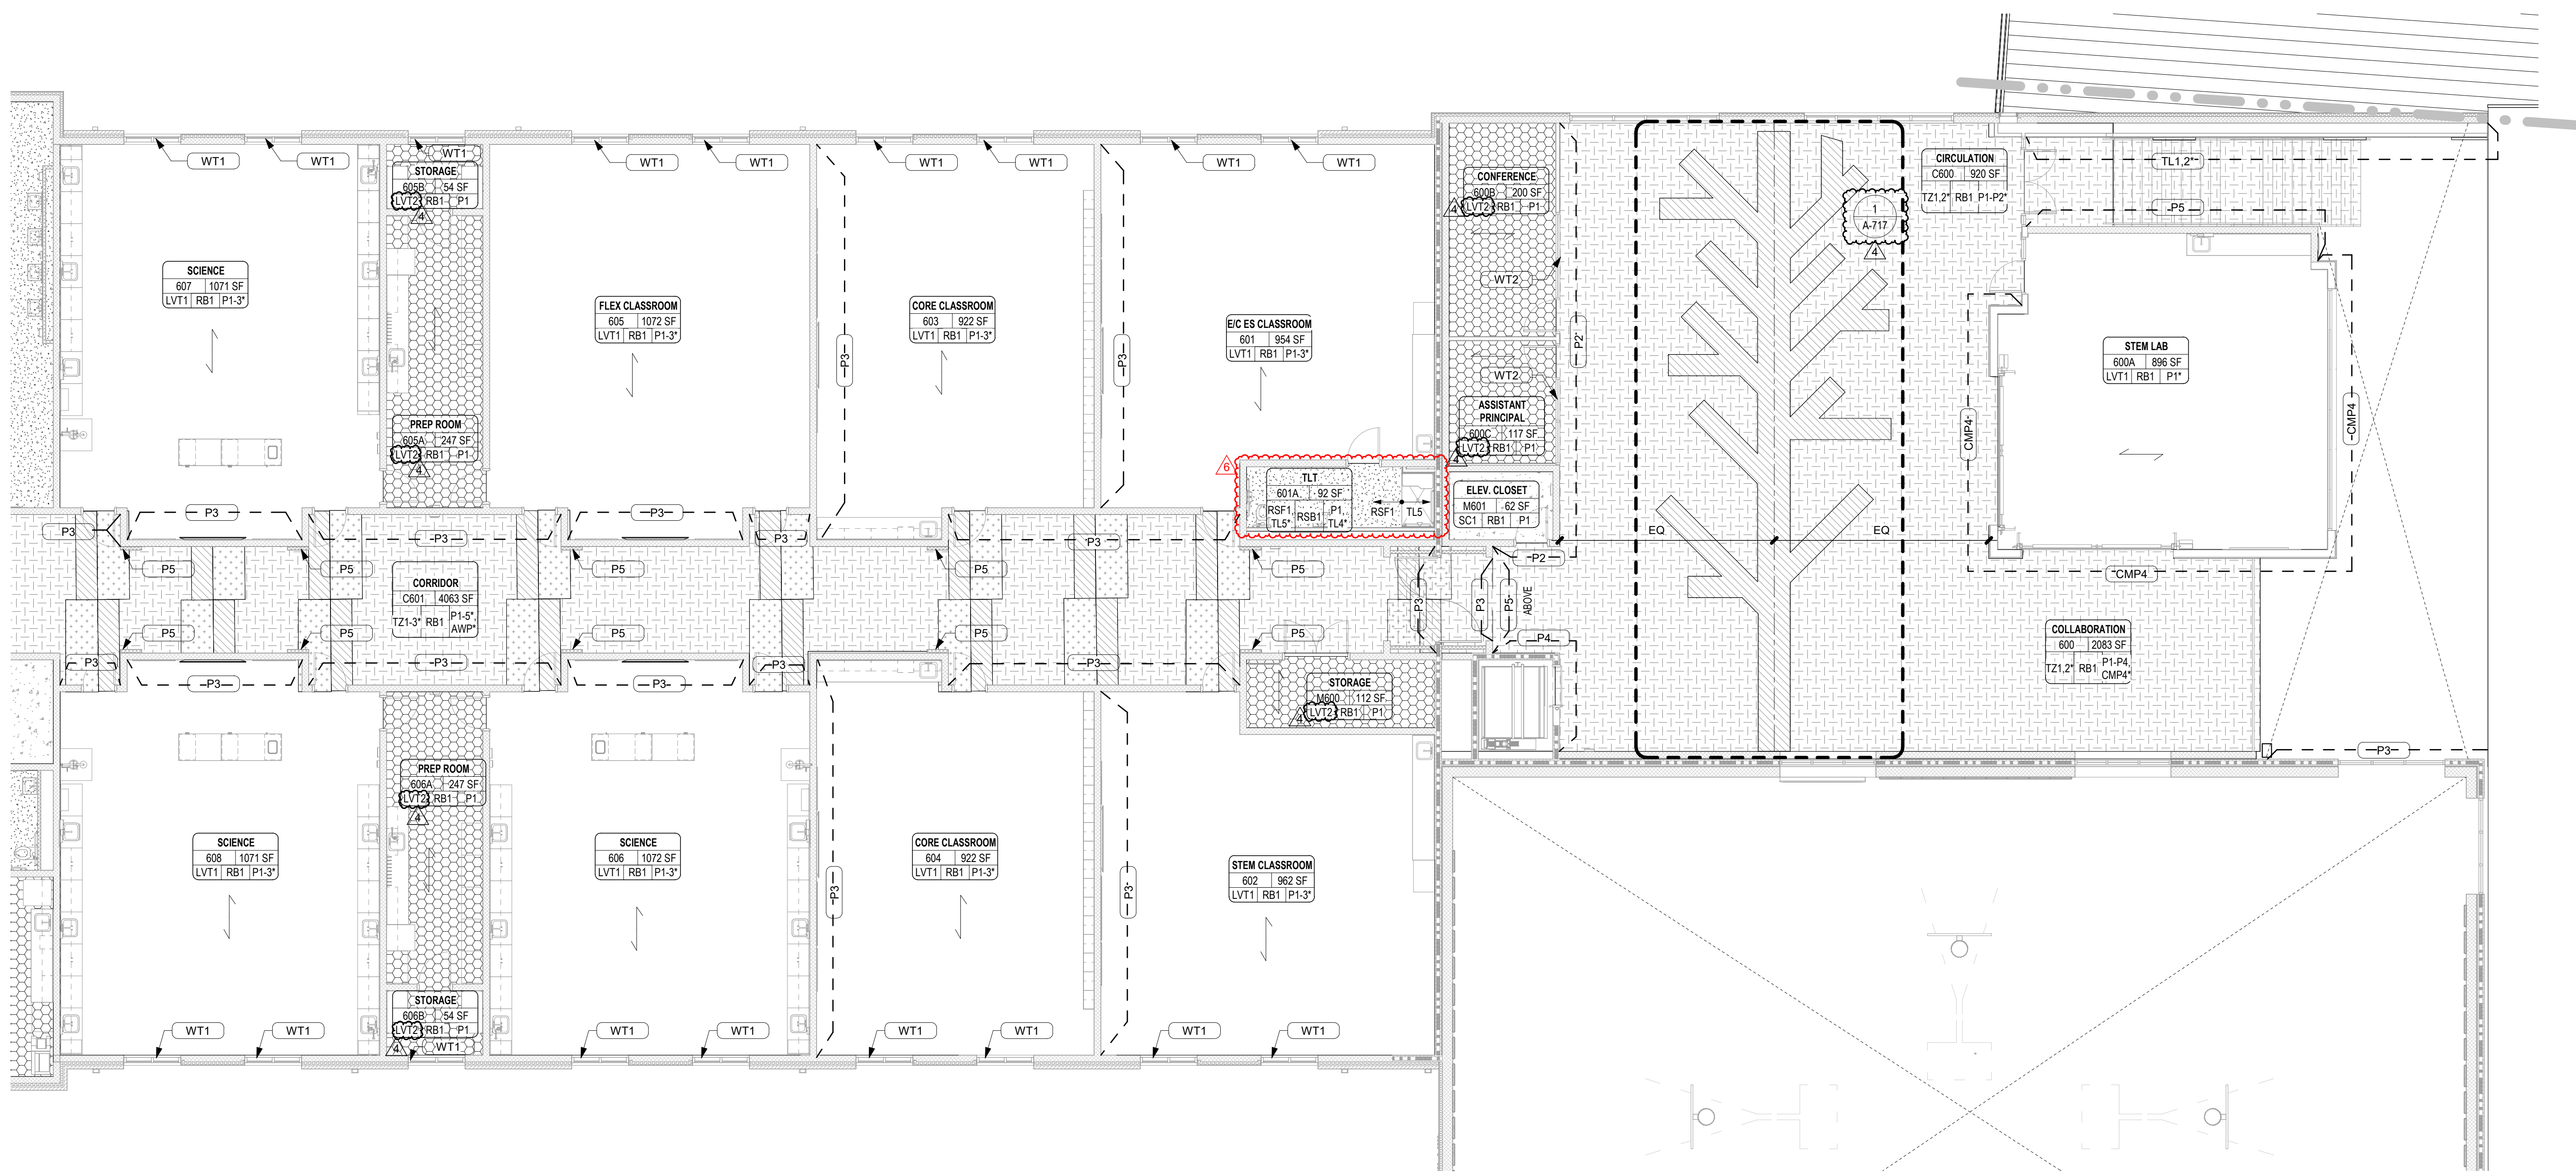 WT1
WT1
WT1
WT1
WT1
WT1
WT1
WT1
WT1
STORAGE
605B 54 SF
LVT2 RB1 P1
4
CONFERENCE
600B 200 SF
LVT2 RB1 P1
4
1
A-717
4
CIRCULATION
C600 920 SF
TZ1,2* RB1 P1-P2*
TL1,2*
P5
SCIENCE
607 1071 SF
LVT1 RB1 P1-3*
FLEX CLASSROOM
605 1072 SF
LVT1 RB1 P1-3*
P3
CORE CLASSROOM
603 922 SF
LVT1 RB1 P1-3*
P3
E/C ES CLASSROOM
601 954 SF
LVT1 RB1 P1-3*
WT2
P2
WT2
STEM LAB
600A 896 SF
LVT1 RB1 P1*
CMP4
CMP4
CMP4
PREP ROOM
605A 247 SF
LVT2 RB1 P1
4
ASSISTANT
PRINCIPAL
600C 117 SF
LVT2 RB1 P1
4
6
TLT
601A 92 SF
RSF1,
TL5*
RSB1
P1,
TL4*
RSF1
TL5
ELEV. CLOSET
M601 62 SF
SC1 RB1 P1
EQ
EQ
P3
P3
P3
P3
P3
P3
P2
P5
P5
P5
P5
P5
CORRIDOR
C601 4063 SF
TZ1-3* RB1
P1-5*,
AWP*
P3
P3
P5
ABOVE
P4
P5
P5
P5
P5
P5
P3
P3
P3
P3
P3
P3
COLLABORATION
600 2083 SF
TZ1,2* RB1
P1-P4,
CMP4*
STORAGE
M600 112 SF
LVT2 RB1 P1
4
P3
PREP ROOM
606A 247 SF
LVT2 RB1 P1
4
SCIENCE
608 1071 SF
LVT1 RB1 P1-3*
SCIENCE
606 1072 SF
LVT1 RB1 P1-3*
P3
CORE CLASSROOM
604 922 SF
LVT1 RB1 P1-3*
P3
STEM CLASSROOM
602 962 SF
LVT1 RB1 P1-3*
STORAGE
606B 54 SF
LVT2 RB1 P1
4
WT1
WT1
WT1
WT1
WT1
WT1
WT1
WT1
WT1